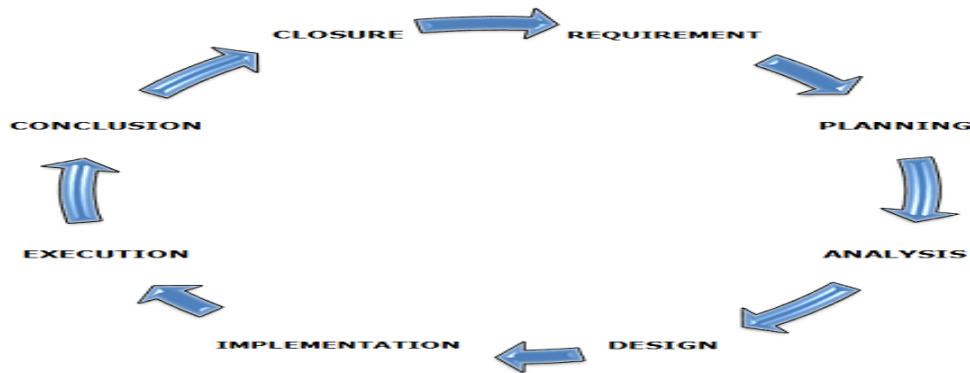 CLOSURE
REQUIREMENT
CONCLUSION
PLANNING
EXECUTION
ANALYSIS
IMPLEMENTATION
DESIGN